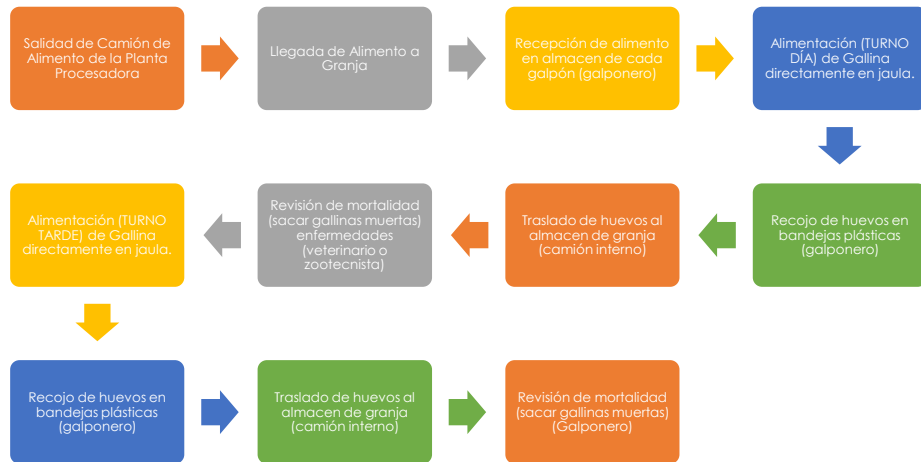 Salidad de Camión de
Alimento de la Planta
Procesadora
Llegada de Alimento a
Granja
Recepción de alimento
en almacen de cada
galpón (galponero)
Alimentación (TURNO
DÍA) de Gallina
directamente en jaula.
Recojo de huevos en
bandejas plásticas
(galponero)
Traslado de huevos al
almacen de granja
(camión interno)
Revisión de mortalidad
(sacar gallinas muertas)
enfermedades
(veterinario o
zootecnista)
Alimentación (TURNO
TARDE) de Gallina
directamente en jaula.
Recojo de huevos en
bandejas plásticas
(galponero)
Traslado de huevos al
almacen de granja
(camión interno)
Revisión de mortalidad
(sacar gallinas muertas)
(Galponero)